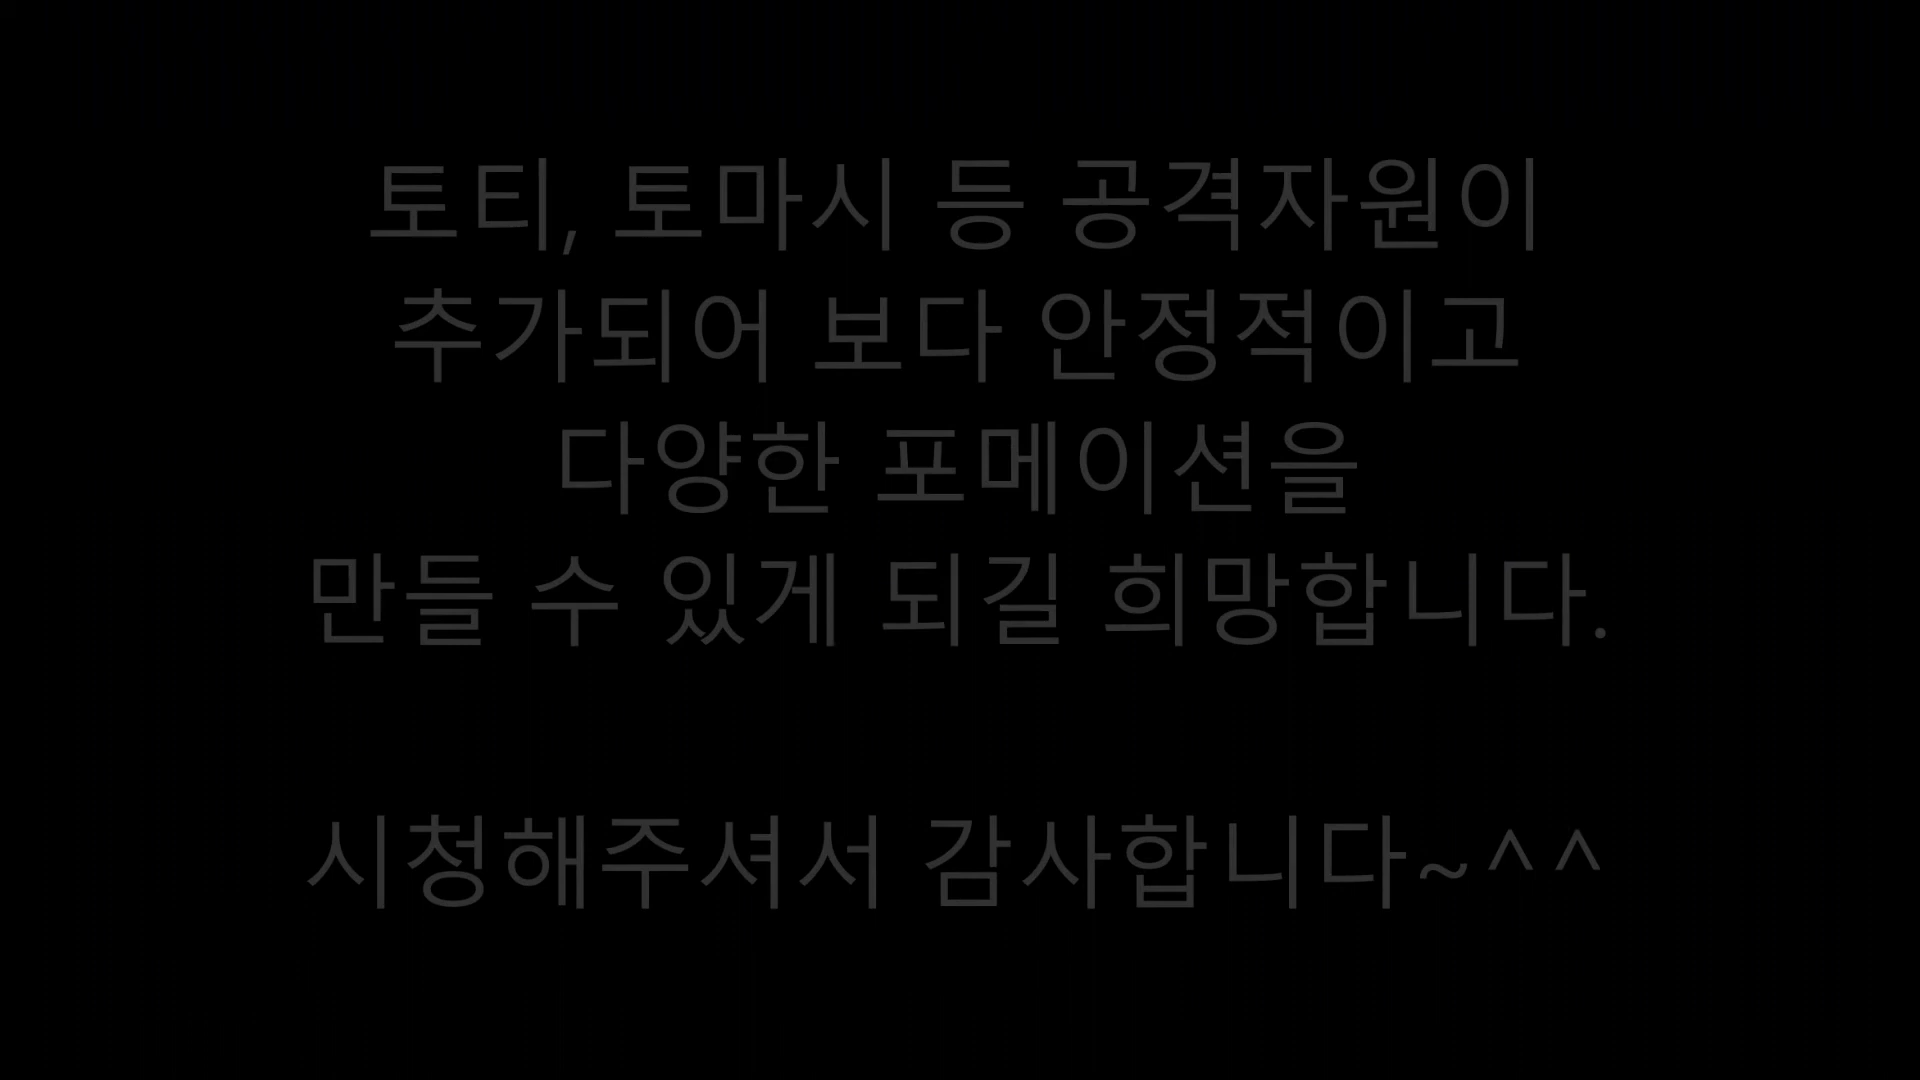 토티, 토마시 등 공격자원이
추가되어 보다 안정적이고
다양한 포메이션을
만들 수 있게 되길 희망합니다.
시청해주셔서 감사합니다~^^